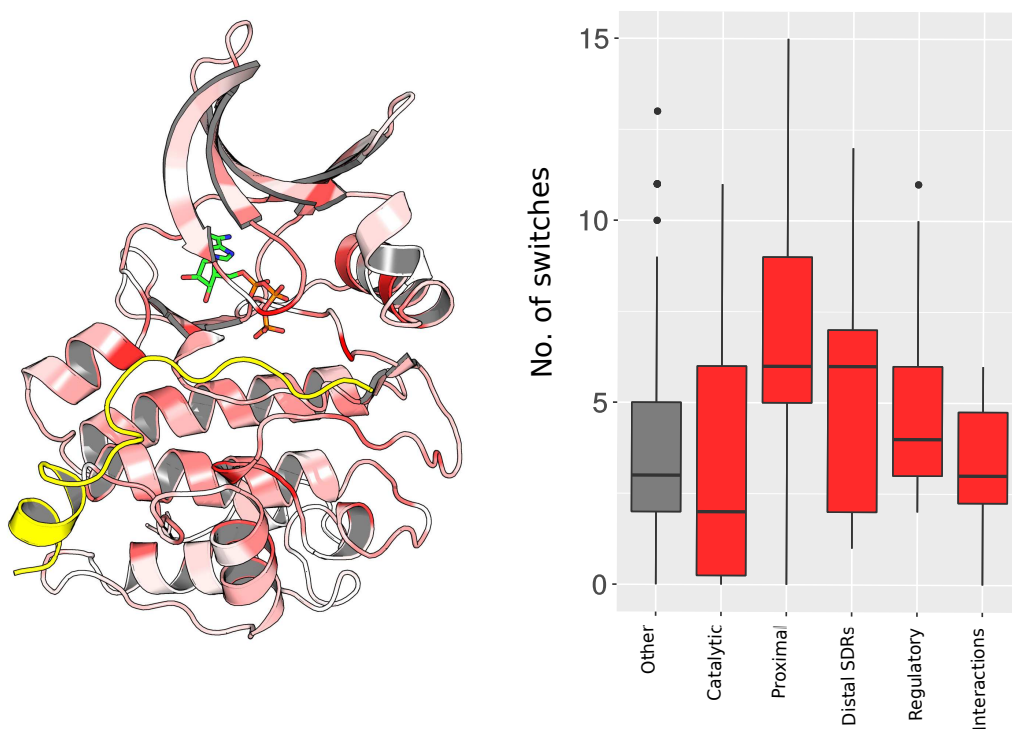 No. of switches
15
10
5
0
Other
Catalytic
Proximal
Distal SDRs
Regulatory
Interactions